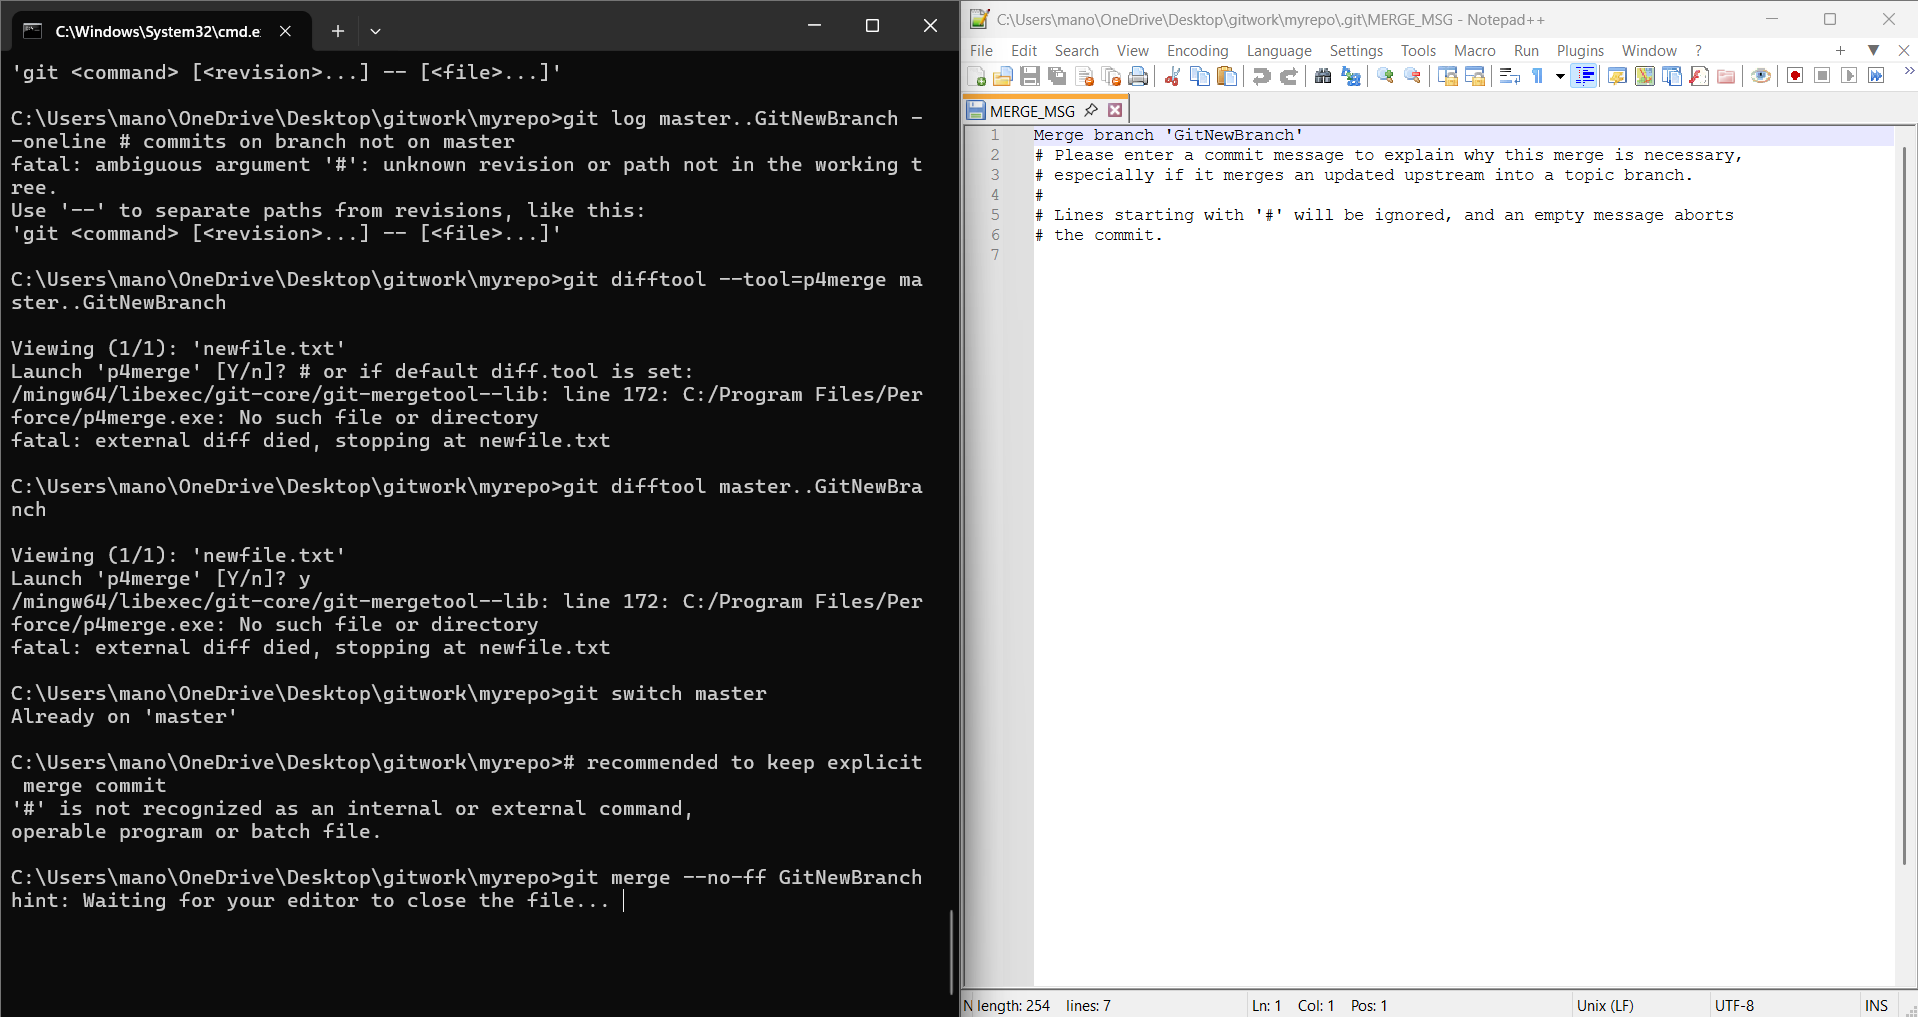 C:\Windows\System32\cmd.e:
'git <command> [<revision>...] -- [<file>...]'
C:\Users\mano\OneDrive\Desktop\gitwork\myrepo>git log master..GitNewBranch -
-oneline # commits on branch not on master
fatal: ambiguous argument '#': unknown revision or path not in the working t
ree.
Use '--' to separate paths from revisions, like this:
'git <command> [<revision>...] -- [<file>...]'
C:\Users\mano\OneDrive\Desktop\gitwork\myrepo>git difftool --tool=p4merge ma
ster..GitNewBranch
Viewing (1/1): 'newfile.txt'
Launch 'p4merge' [Y/n]? # or if default diff.tool is set:
/mingw64/libexec/git-core/git-mergetool--lib: line 172: C:/Program Files/Per
force/p4merge.exe: No such file or directory
fatal: external diff died, stopping at newfile.txt
C:\Users\mano\OneDrive\Desktop\gitwork\myrepo>git difftool master..GitNewBra
nch
Viewing (1/1): 'newfile.txt'
Launch 'p4merge' [Y/n]? y
/mingw64/libexec/git-core/git-mergetool--lib: line 172: C:/Program Files/Per
force/p4merge.exe: No such file or directory
fatal: external diff died, stopping at newfile.txt
C:\Users\mano\OneDrive\Desktop\gitwork\myrepo>git switch master
Already on 'master'
C:\Users\mano\OneDrive\Desktop\gitwork\myrepo># recommended to keep explicit
 merge commit
'#' is not recognized as an internal or external command,
operable program or batch file.
C:\Users\mano\OneDrive\Desktop\gitwork\myrepo>git merge --no-ff GitNewBranch
hint: Waiting for your editor to close the file...
C:\Users\mano\OneDrive\Desktop\gitwork\myrepo\.git\MERGE_MSG - Notepad++
File Edit Search View Encoding Language Settings Tools Macro Run Plugins Window ?
MERGE_MSG
1 Merge branch 'GitNewBranch'
2 # Please enter a commit message to explain why this merge is necessary,
3 # especially if it merges an updated upstream into a topic branch.
4 #
5 # Lines starting with '#' will be ignored, and an empty message aborts
6 # the commit.
7
N length: 254 lines: 7 Ln: 1 Col: 1 Pos: 1 Unix (LF) UTF-8 INS